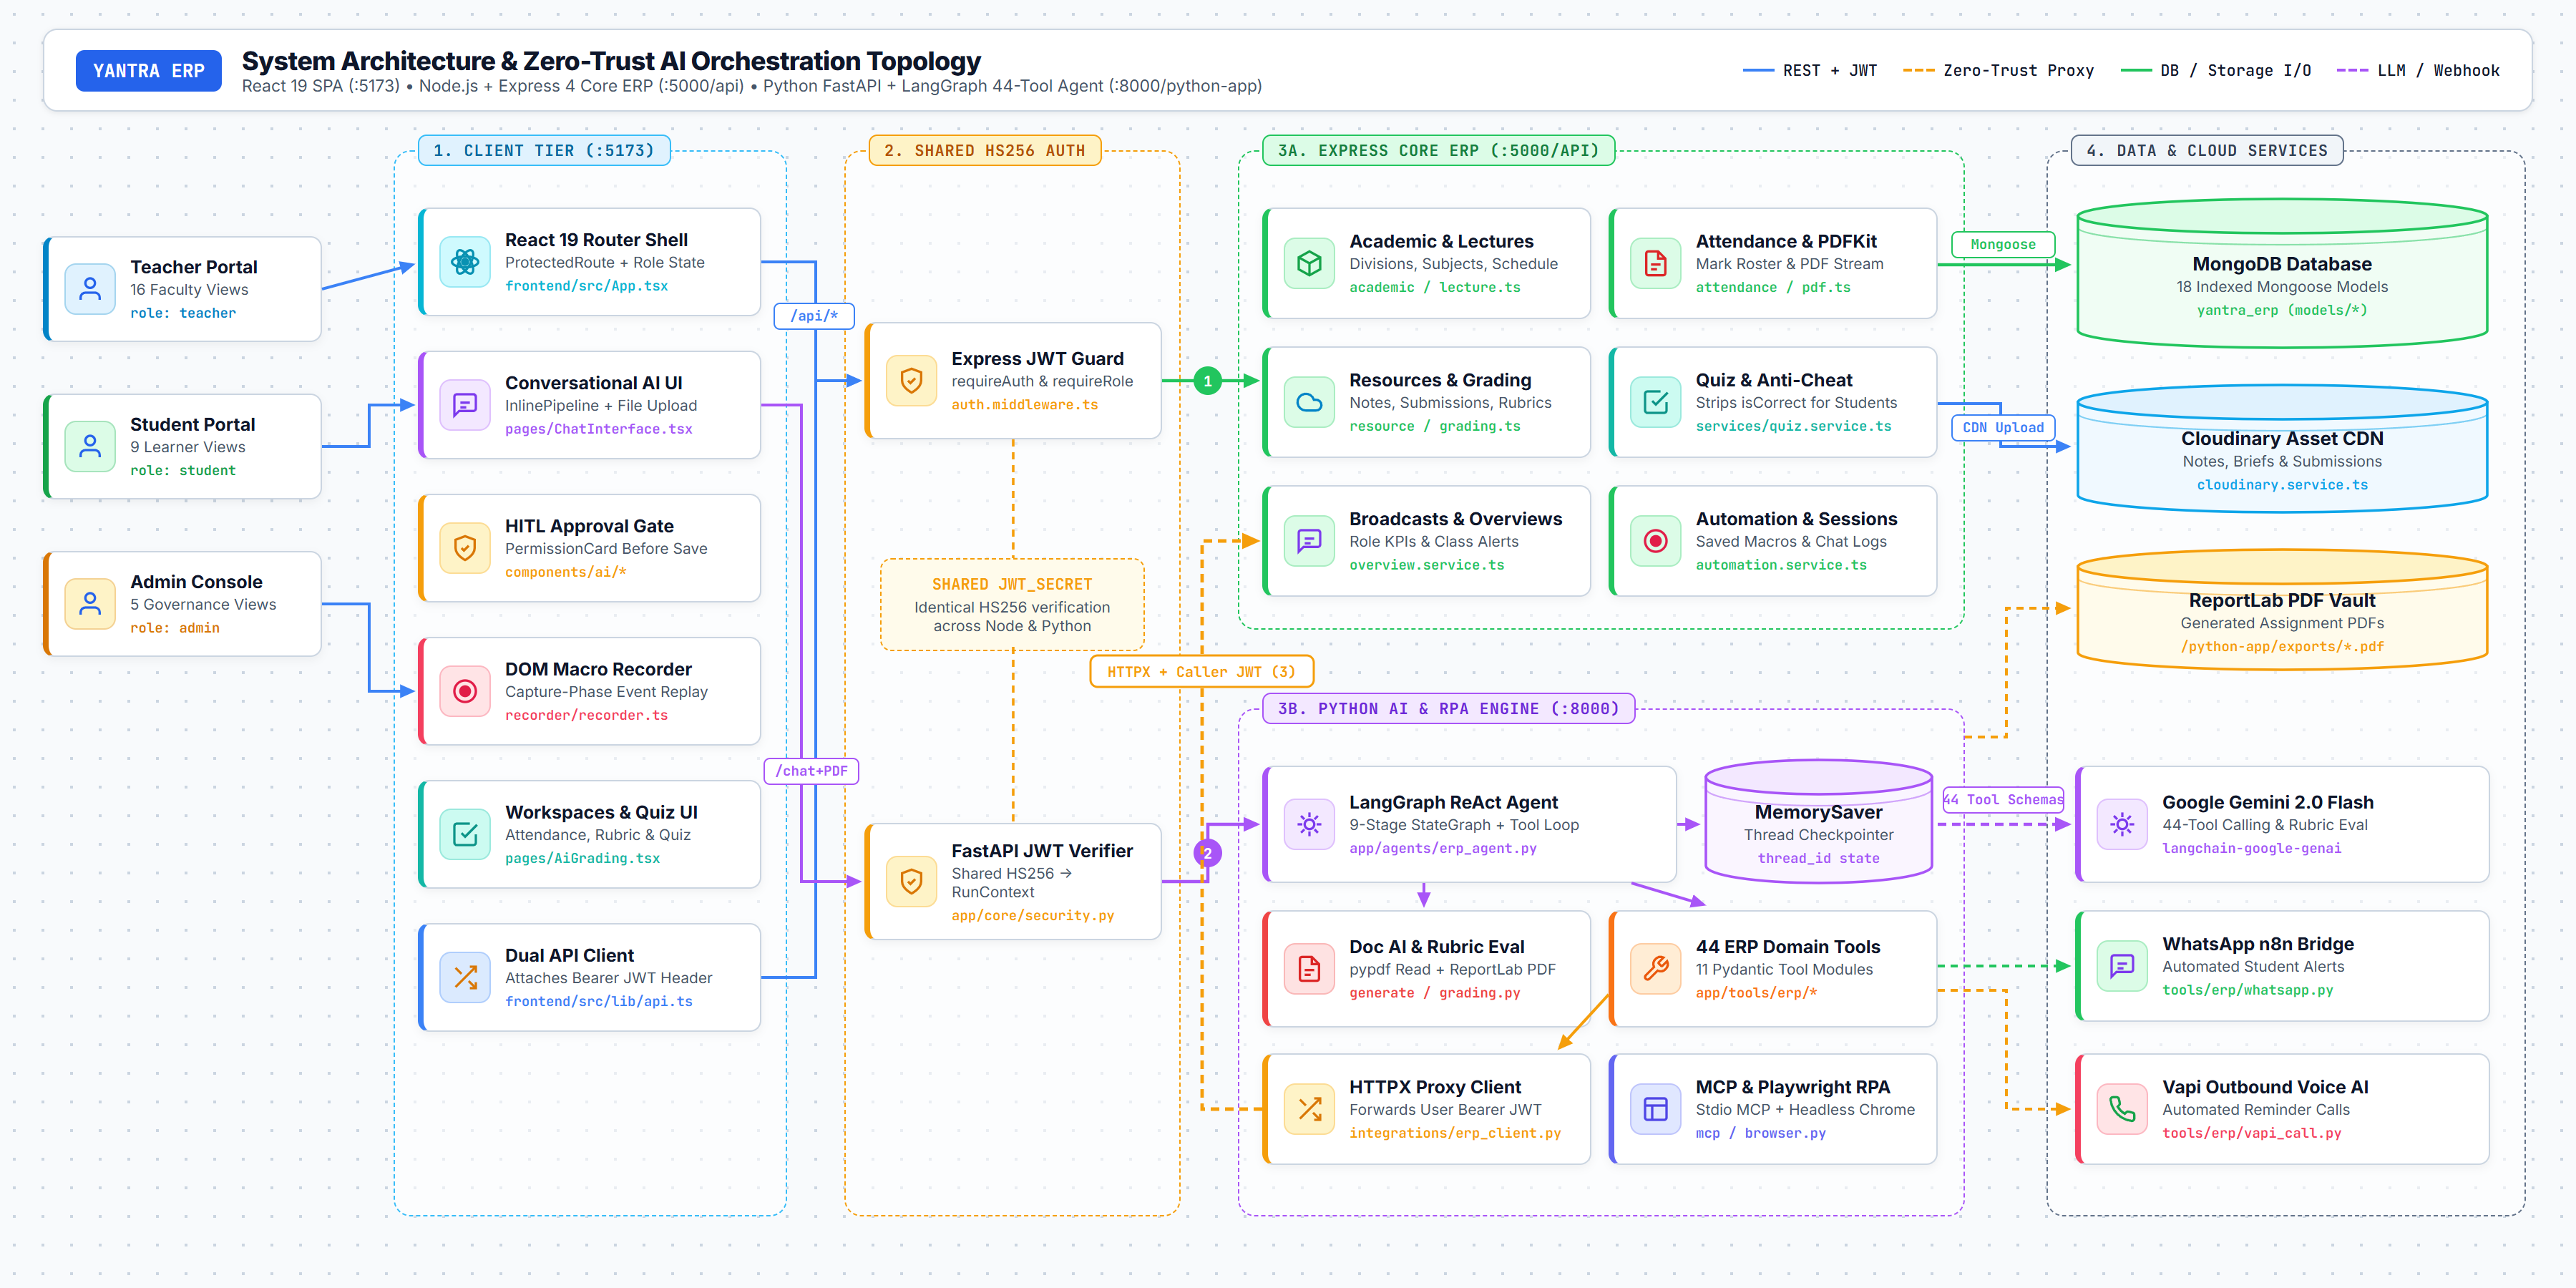 YANTRA ERP
System Architecture & Zero-Trust AI Orchestration Topology
React 19 SPA (:5173) • Node.js + Express 4 Core ERP (:5000/api) • Python FastAPI + LangGraph 44-Tool Agent (:8000/python-app)
REST + JWT
Zero-Trust Proxy
DB / Storage I/O
LLM / Webhook
Teacher Portal
16 Faculty Views
role: teacher
Student Portal
9 Learner Views
role: student
Admin Console
5 Governance Views
role: admin
1. CLIENT TIER (:5173)
React 19 Router Shell
ProtectedRoute + Role State
frontend/src/App.tsx
Conversational AI UI
InlinePipeline + File Upload
pages/ChatInterface.tsx
HITL Approval Gate
PermissionCard Before Save
components/ai/*
DOM Macro Recorder
Capture-Phase Event Replay
recorder/recorder.ts
Workspaces & Quiz UI
Attendance, Rubric & Quiz
pages/AiGrading.tsx
Dual API Client
Attaches Bearer JWT Header
frontend/src/lib/api.ts
/api/*
/chat+PDF
2. SHARED HS256 AUTH
Express JWT Guard
requireAuth & requireRole
auth.middleware.ts
SHARED JWT_SECRET
Identical HS256 verification
across Node & Python
FastAPI JWT Verifier
Shared HS256 →
RunContext
app/core/security.py
1
HTTPX + Caller JWT (3)
2
3A. EXPRESS CORE ERP (:5000/API)
Academic & Lectures
Divisions, Subjects, Schedule
academic / lecture.ts
Attendance & PDFKit
Mark Roster & PDF Stream
attendance / pdf.ts
Resources & Grading
Notes, Submissions, Rubrics
resource / grading.ts
Quiz & Anti-Cheat
Strips isCorrect for Students
services/quiz.service.ts
Broadcasts & Overviews
Role KPIs & Class Alerts
overview.service.ts
Automation & Sessions
Saved Macros & Chat Logs
automation.service.ts
3B. PYTHON AI & RPA ENGINE (:8000)
LangGraph ReAct Agent
9-Stage StateGraph + Tool Loop
app/agents/erp_agent.py
MemorySaver
Thread Checkpointer
thread_id state
Doc AI & Rubric Eval
pypdf Read + ReportLab PDF
generate / grading.py
44 ERP Domain Tools
11 Pydantic Tool Modules
app/tools/erp/*
HTTPX Proxy Client
Forwards User Bearer JWT
integrations/erp_client.py
MCP & Playwright RPA
Stdio MCP + Headless Chrome
mcp / browser.py
Mongoose
CDN Upload
44 Tool Schemas
4. DATA & CLOUD SERVICES
MongoDB Database
18 Indexed Mongoose Models
yantra_erp (models/*)
Cloudinary Asset CDN
Notes, Briefs & Submissions
cloudinary.service.ts
ReportLab PDF Vault
Generated Assignment PDFs
/python-app/exports/*.pdf
Google Gemini 2.0 Flash
44-Tool Calling & Rubric Eval
langchain-google-genai
WhatsApp n8n Bridge
Automated Student Alerts
tools/erp/whatsapp.py
Vapi Outbound Voice AI
Automated Reminder Calls
tools/erp/vapi_call.py